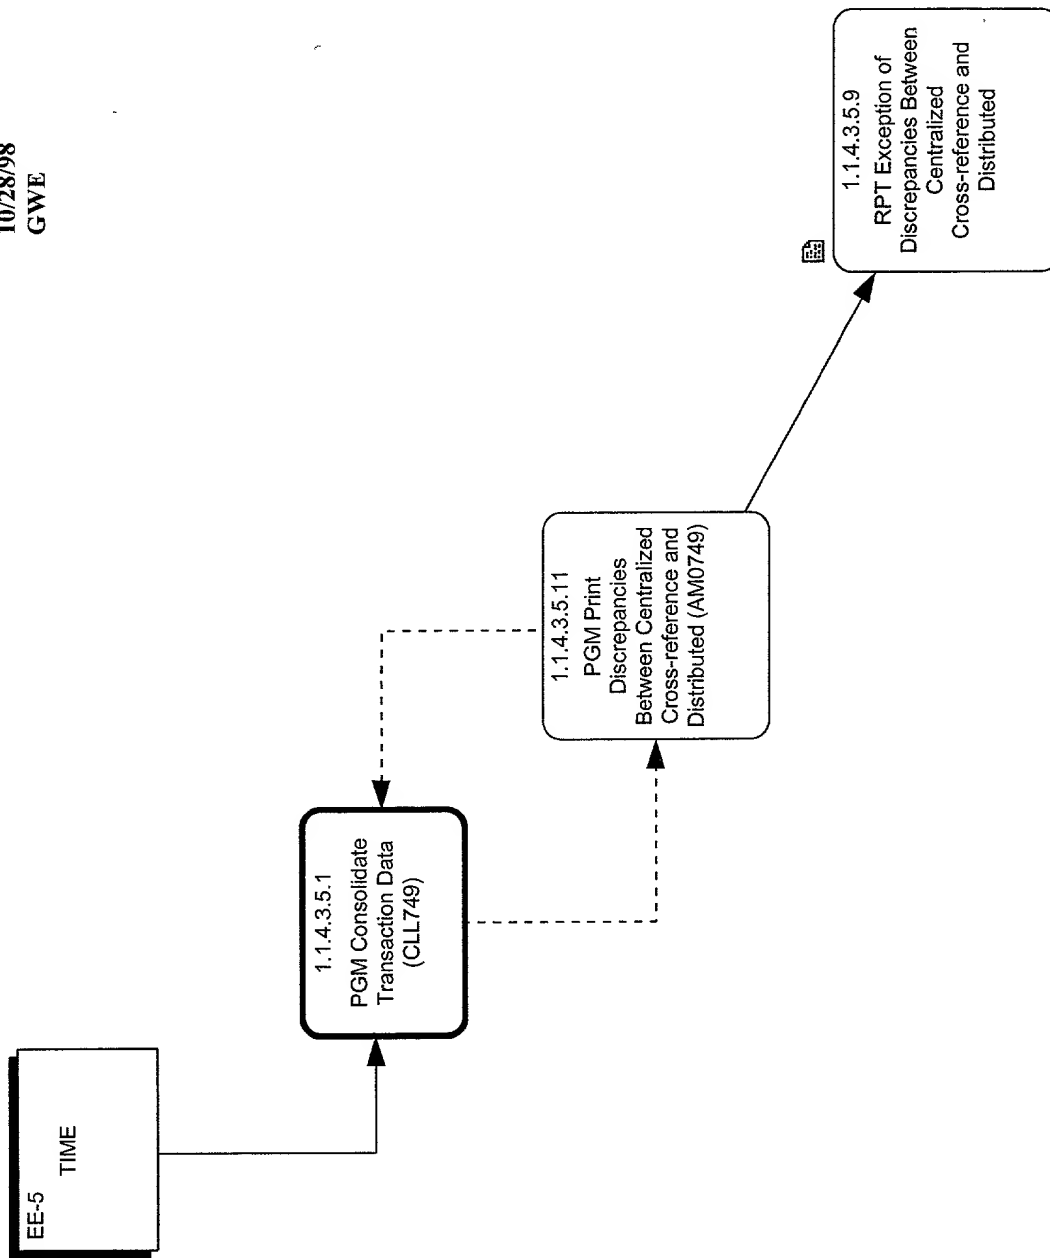 10/28/98
GWE
EE-5
TIME
1.1.4.3.5.1
PGM Consolidate
Transaction Data
(CLL749)
1.1.4.3.5.11
PGM Print
Discrepancies
Between Centralized
Cross-reference and
Distributed (AM0749)
1.1.4.3.5.9
RPT Exception of
Discrepancies Between
Centralized
Cross-reference and
Distributed